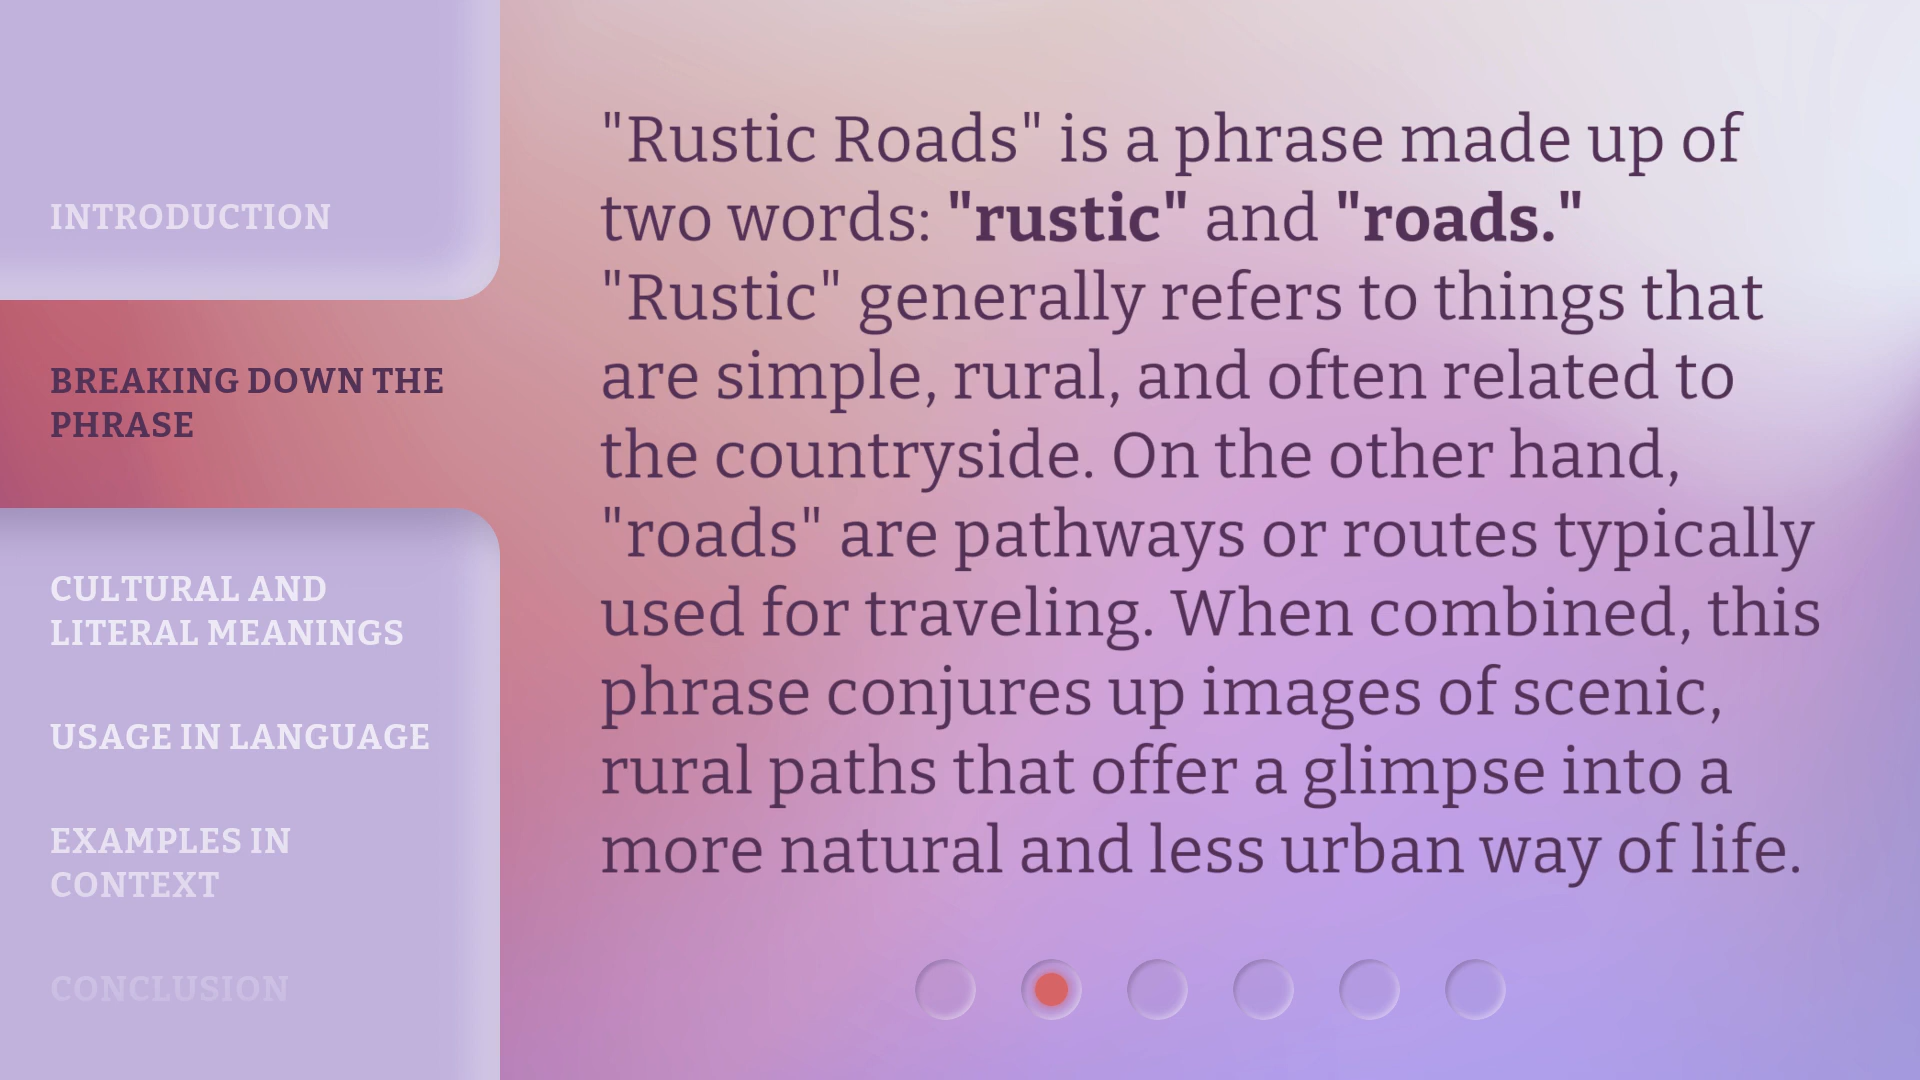 INTRODUCTION
BREAKING DOWN THE
PHRASE
CULTURAL AND
LITERAL MEANINGS
USAGE IN LANGUAGE
EXAMPLES IN
CONTEXT
CONCLUSION
"Rustic Roads" is a phrase made up of
two words: "rustic" and "roads."
"Rustic" generally refers to things that
are simple, rural, and often related to
the countryside. On the other hand,
"roads" are pathways or routes typically
used for traveling. When combined, this
phrase conjures up images of scenic,
rural paths that offer a glimpse into a
more natural and less urban way of life.